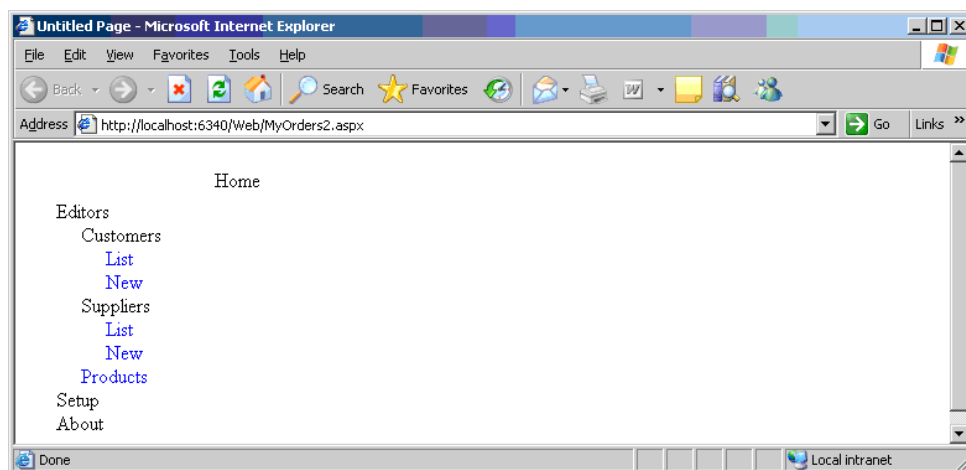 Untitled Page - Microsoft Internet Explorer
File Edit View Favorites Tools Help
Back Search Favorites W
Address http://localhost:6340/Web/MyOrders2.aspx Go Links »
Home
Editors
Customers
List
New
Suppliers
List
New
Products
Setup
About
Done Local intranet